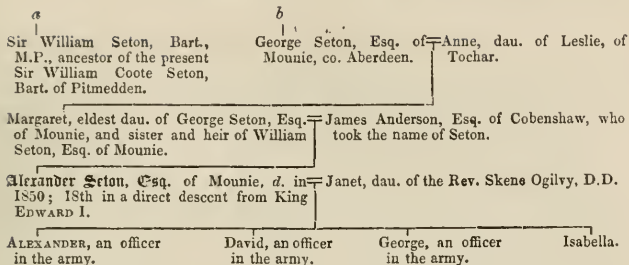 a
b
Sir William Seton, Bart.,
M.P., ancestor of the present
Sir William Coote Seton,
Bart. of Pitmedden.
George Seton, Esq. of = Anne, dau. of Leslie, of
Mounie, co. Aberdeen.
Tochar.
Margaret, eldest dau. of George Seton, Esq. = James Anderson, Esq. of Cobenshaw, who
of Mounie, and sister and heir of William
took the name of Seton.
Seton, Esq. of Mounie.
Alexander Seton, Esq. of Mounie, d. in = Janet, dau. of the Rev. Skene Ogilvy, D.D.
1850; 18th in a direct descent from King
EDWARD I.
ALEXANDER, an officer
in the army.
David, an officer
in the army.
George, an officer
in the army.
Isabella.